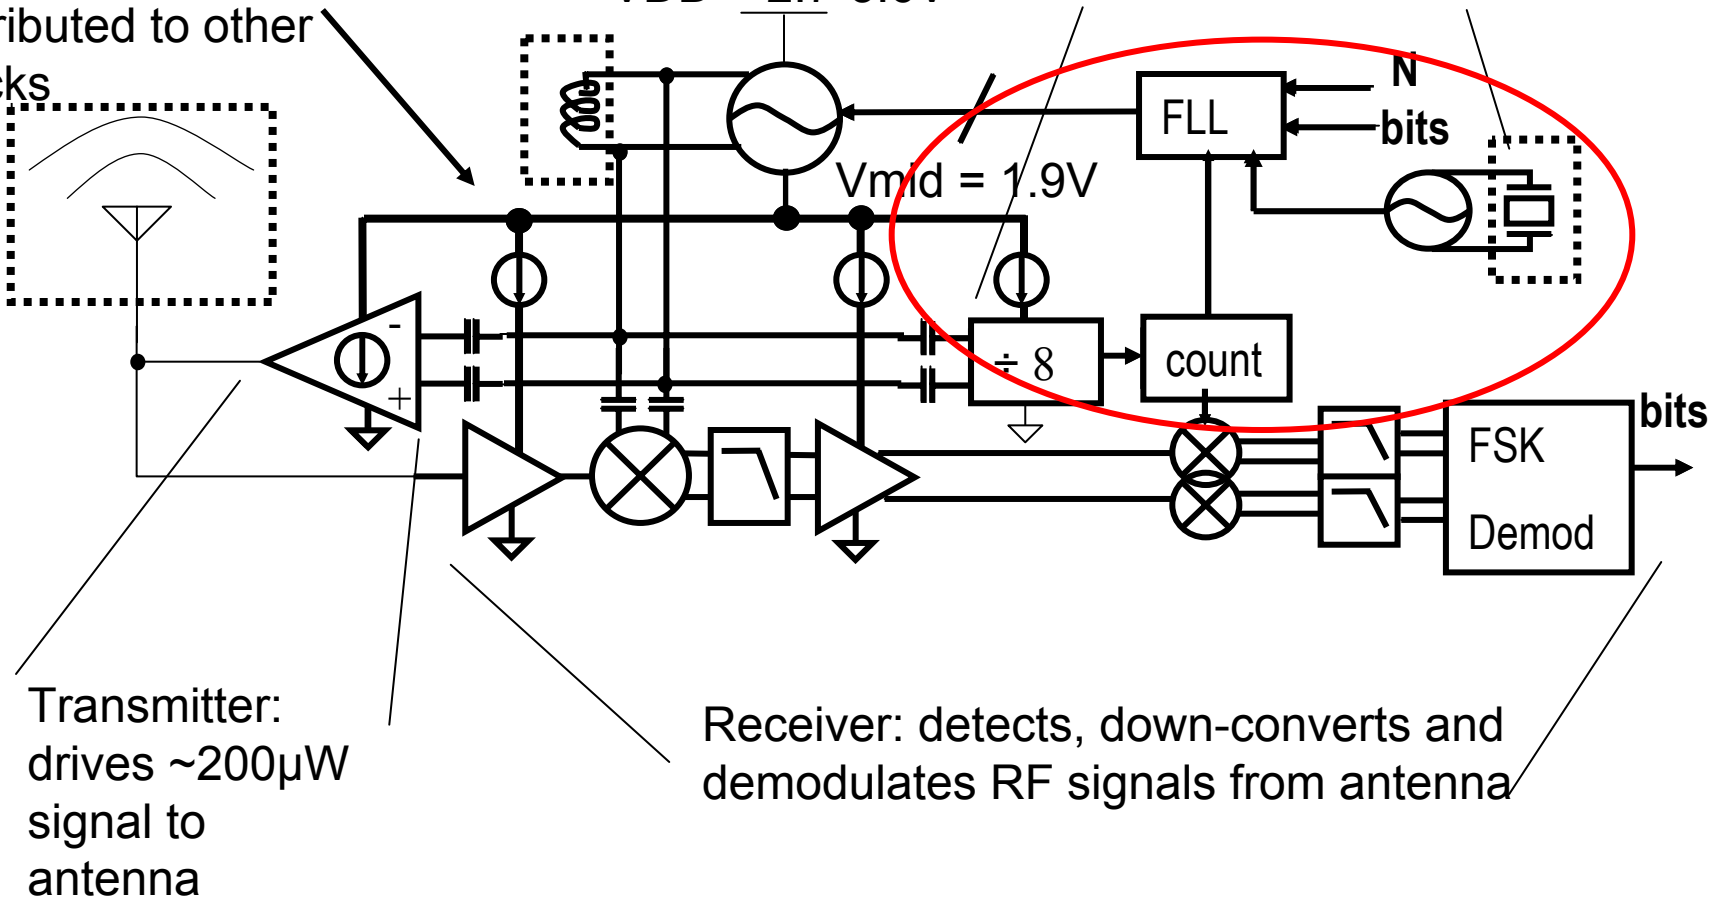 ributed to other
cks
N
bits
FLL
Vmid = 1.9V
-
+
÷ 8
count
bits
FSK
Demod
Transmitter:
drives ~200µW
signal to
antenna
Receiver: detects, down-converts and
demodulates RF signals from antenna